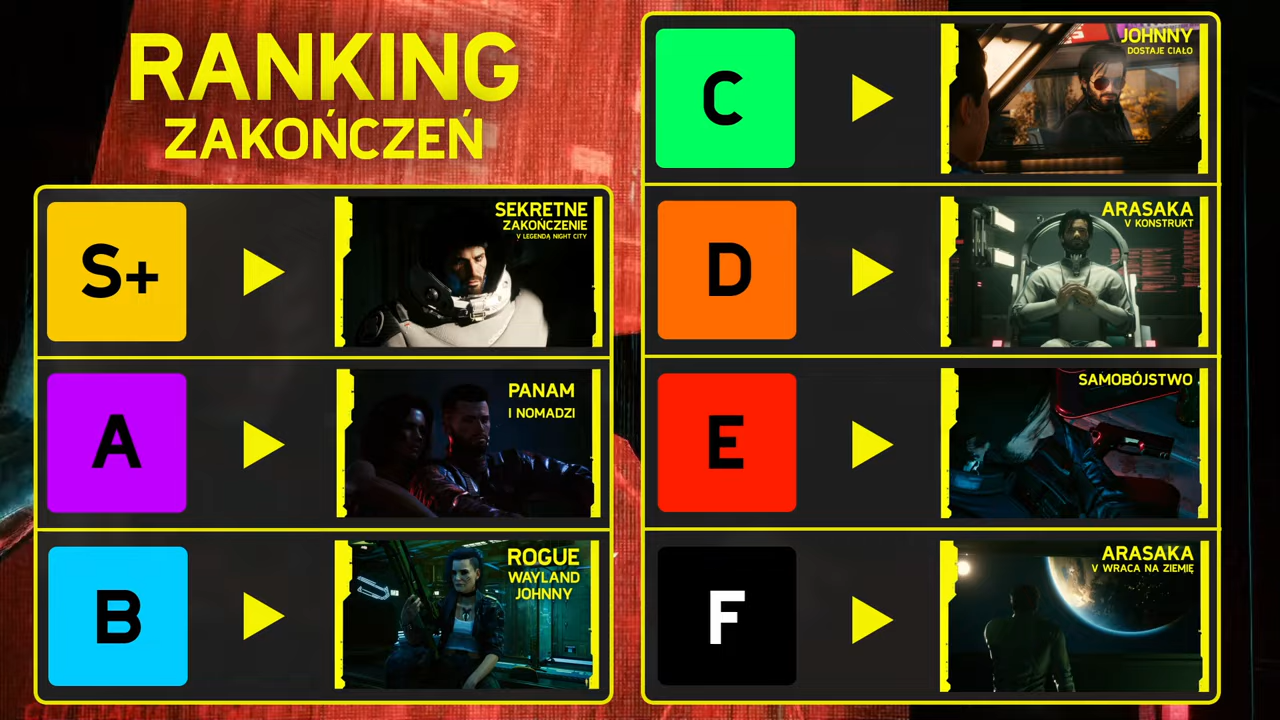 RANKING
ZAKOŃCZEŃ
S+
SEKRETNE
ZAKOŃCZENIE
V LEGENDĄ NIGHT CITY
A
PANAM
I NOMADZI
B
ROGUE
WAYLAND
JOHNNY
C
JOHNNY
DOSTAJE CIAŁO
D
ARASAKA
V KONSTRUKT
E
SAMOBÓJSTWO
F
ARASAKA
V WRACA NA ZIEMIĘ